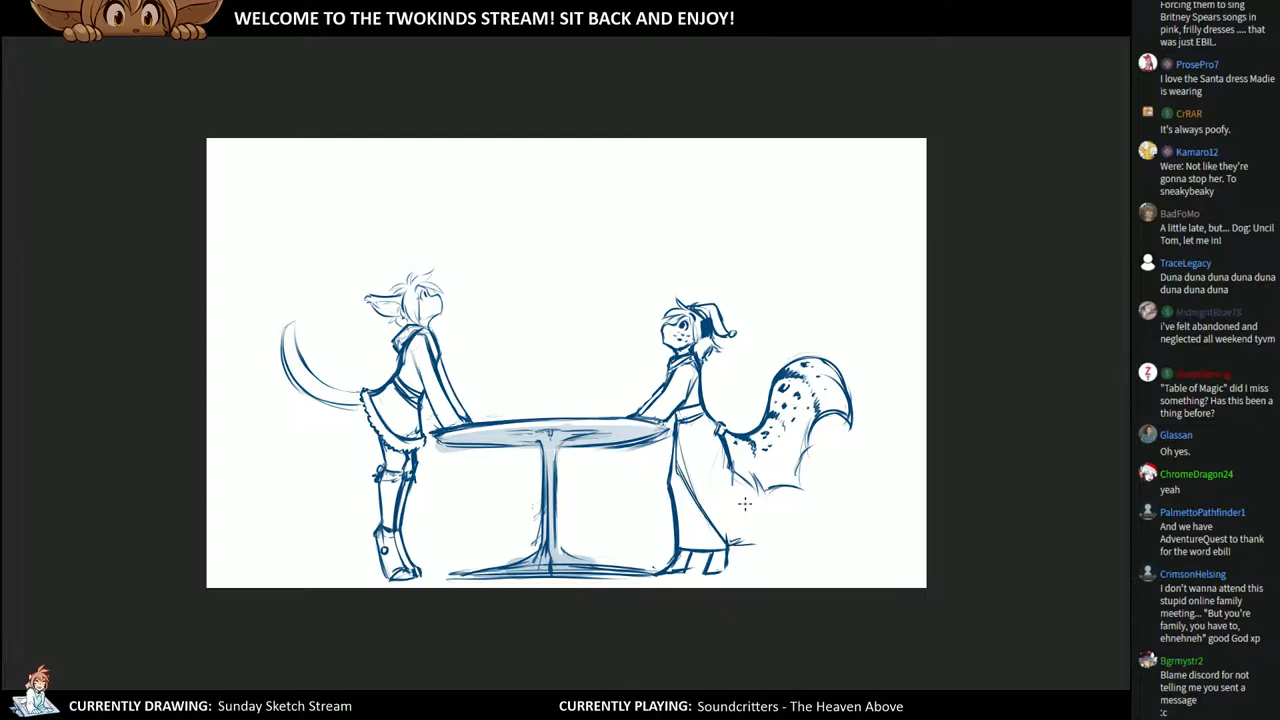 WELCOME TO THE TWOKINDS STREAM! SIT BACK AND ENJOY!
Forcing them to sing
Britney Spears songs in
pink, frilly dresses .... that
was just EBIL.
ProsePro7
I love the Santa dress Madie
is wearing
CrRAR
It's always poofy.
Kamaro12
Were: Not like they're
gonna stop her. To
sneakybeaky
BadFoMo
A little late, but... Dog: Uncil
Tom, let me in!
TraceLegacy
Duna duna duna duna duna
duna duna duna
MidnightBlue78
i've felt abandoned and
neglected all weekend tyvm
"Table of Magic" did I miss
something? Has this been a
thing before?
Glassan
Oh yes.
ChromeDragon24
yeah
PalmettoPathfinder1
And we have
AdventureQuest to thank
for the word ebil!
CrimsonHelsing
I don't wanna attend this
stupid online family
meeting... "But you're
family, you have to,
ehnehneh" good God xp
Bgrmystr2
Blame discord for not
telling me you sent a
message
:c
CURRENTLY DRAWING: Sunday Sketch Stream
CURRENTLY PLAYING: Soundcritters - The Heaven Above